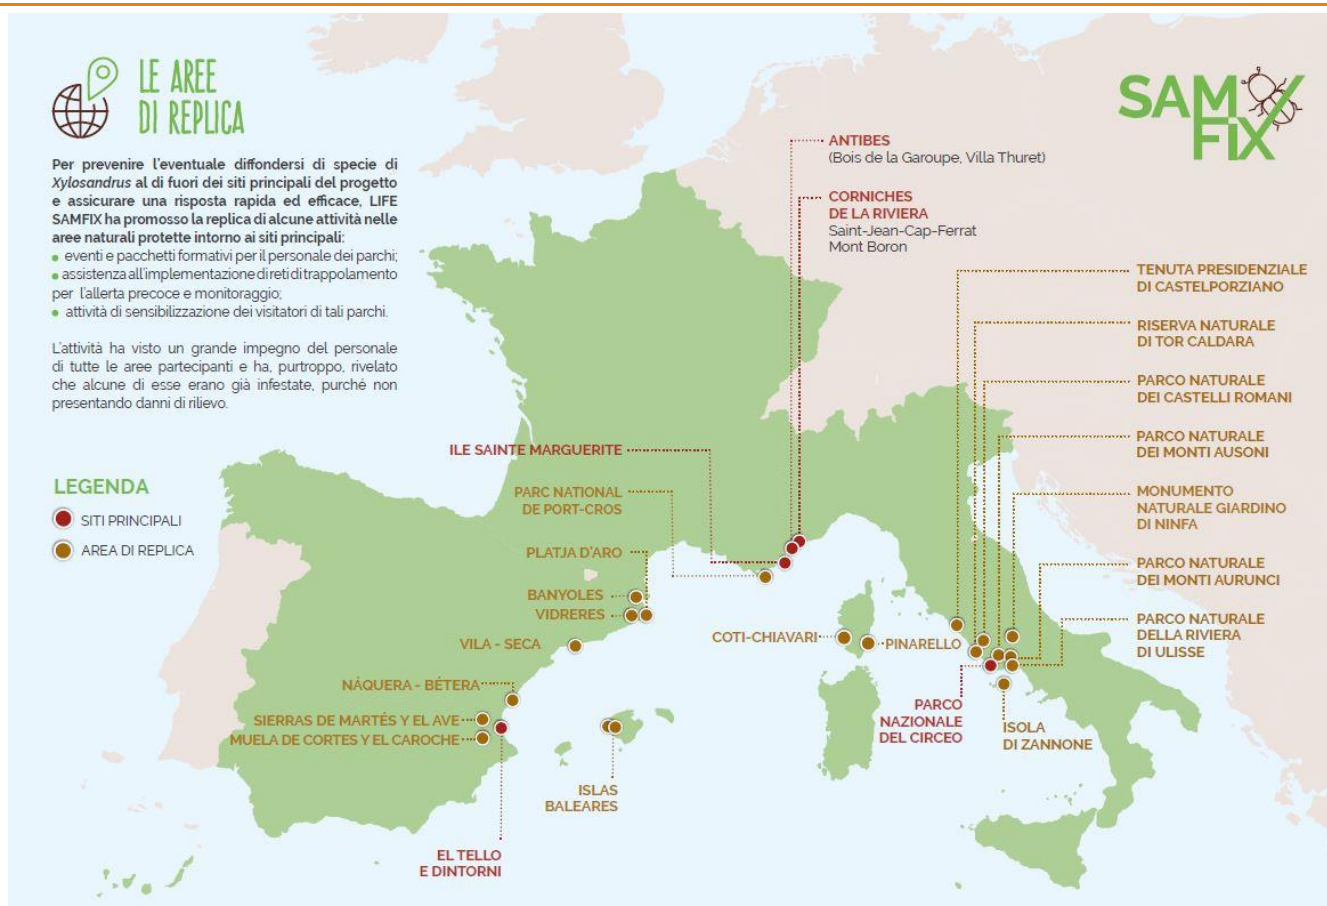 LE AREE
DI REPLICA
Per prevenire l'eventuale diffondersi di specie di
Xylosandrus al di fuori dei siti principali del progetto
e assicurare una risposta rapida ed efficace, LIFE
SAMFIX ha promosso la replica di alcune attività nelle
aree naturali protette intorno ai siti principali:
• eventi e pacchetti formativi per il personale dei parchi;
• assistenza all'implementazione di reti di trappolamento
per l'allerta precoce e monitoraggio;
• attività di sensibilizzazione dei visitatori di tali parchi.
L'attività ha visto un grande impegno del personale
di tutte le aree partecipanti e ha, purtroppo, rivelato
che alcune di esse erano già infestate, purché non
presentando danni di rilievo.
LEGENDA
SITI PRINCIPALI
AREA DI REPLICA
SAM
FIX
ANTIBES
(Bois de la Garoupe, Villa Thuret)
CORNICHES
DE LA RIVIERA
Saint-Jean-Cap-Ferrat
Mont Boron
ILE SAINTE MARGUERITE
PARC NATIONAL
DE PORT-CROS
PLATJA D'ARO
BANYOLES
VIDRERES
VILA - SECA
NÁQUERA - BÉTERA
SIERRAS DE MARTÉS Y EL AVE
MUELA DE CORTES Y EL CAROCHE
EL TELLO
E DINTORNI
ISLAS
BALEARES
COTI-CHIAVARI
PINARELLO
PARCO
NAZIONALE
DEL CIRCEO
ISOLA
DI ZANNONE
TENUTA PRESIDENZIALE
DI CASTELPORZIANO
RISERVA NATURALE
DI TOR CALDARA
PARCO NATURALE
DEI CASTELLI ROMANI
PARCO NATURALE
DEI MONTI AUSONI
MONUMENTO
NATURALE GIARDINO
DI NINFA
PARCO NATURALE
DEI MONTI AURUNCI
PARCO NATURALE
DELLA RIVIERA
DI ULISSE